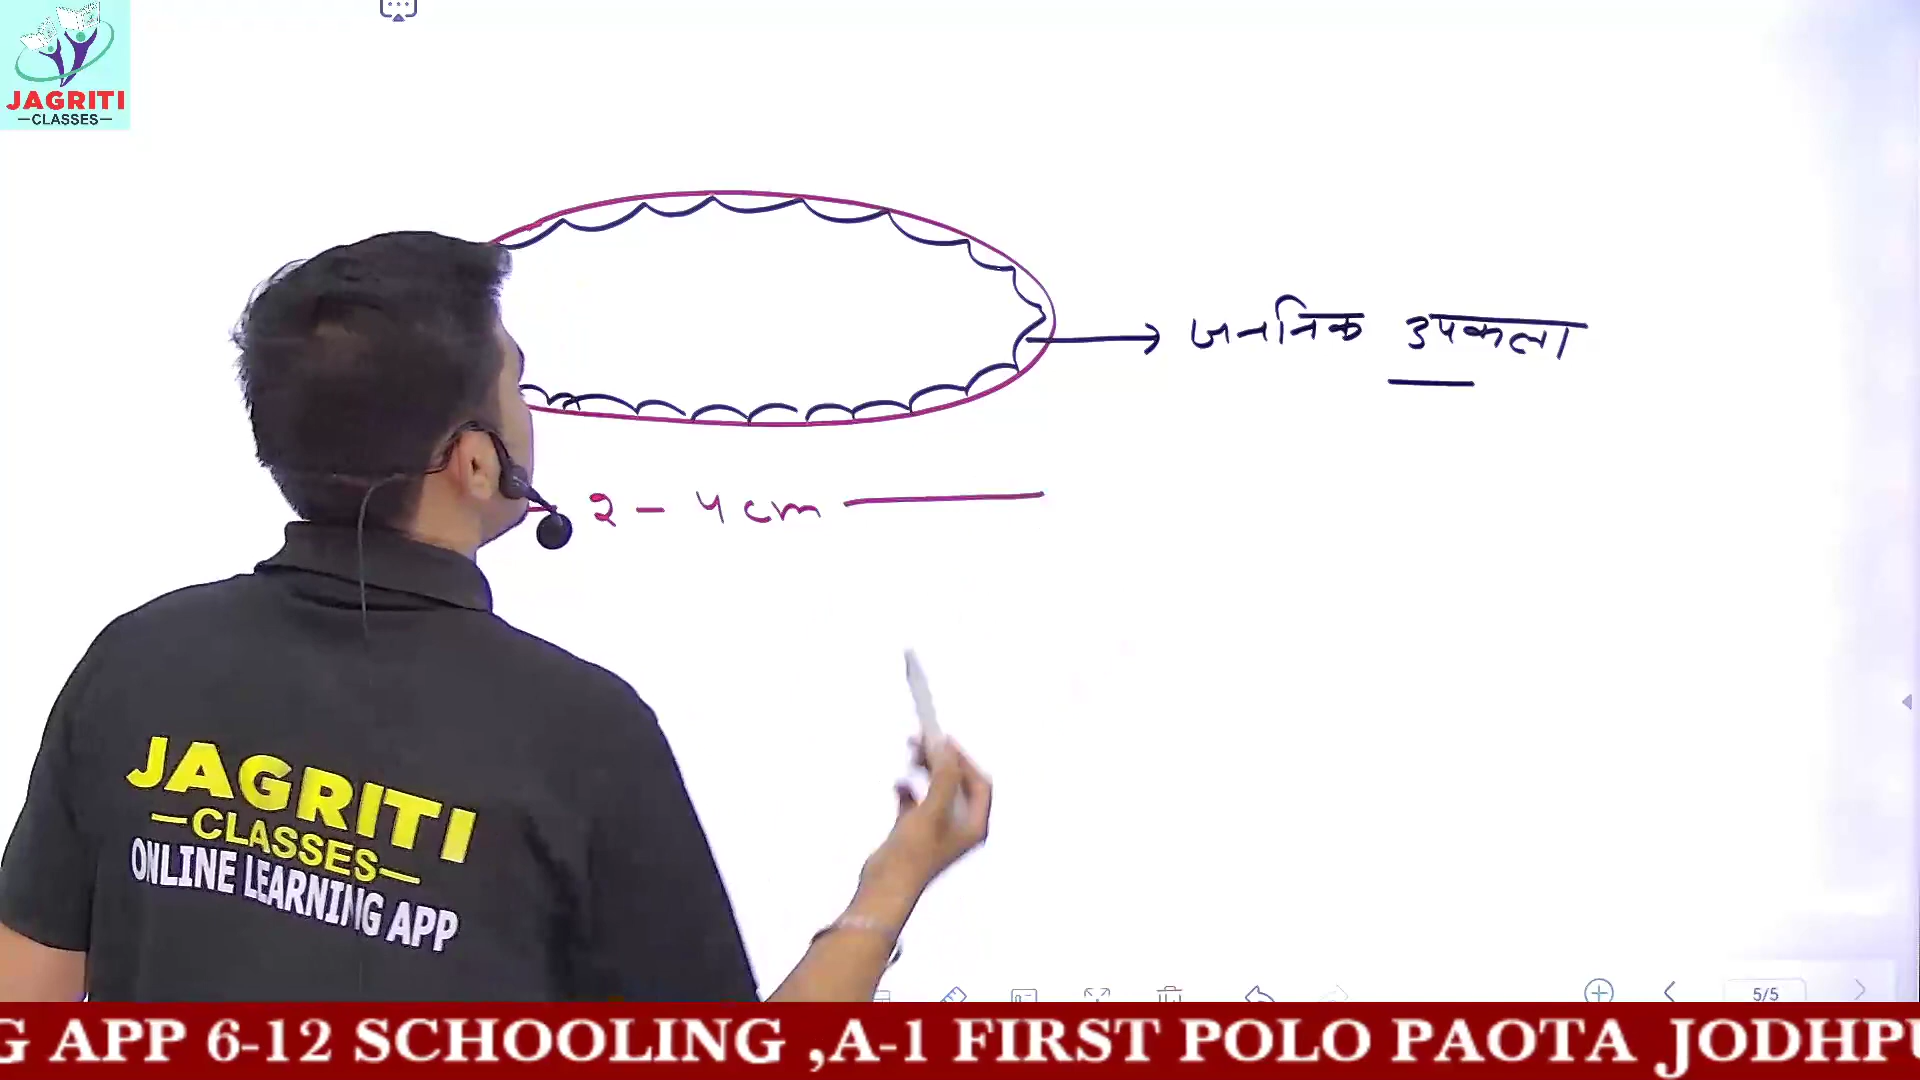 JAGRITI
CLASSES
जननिक उपकला
२ - 4 cm
JAGRITI
CLASSES
ONLINE LEARNING APP
5/5
G APP 6-12 SCHOOLING ,A-1 FIRST POLO PAOTA JODHPU